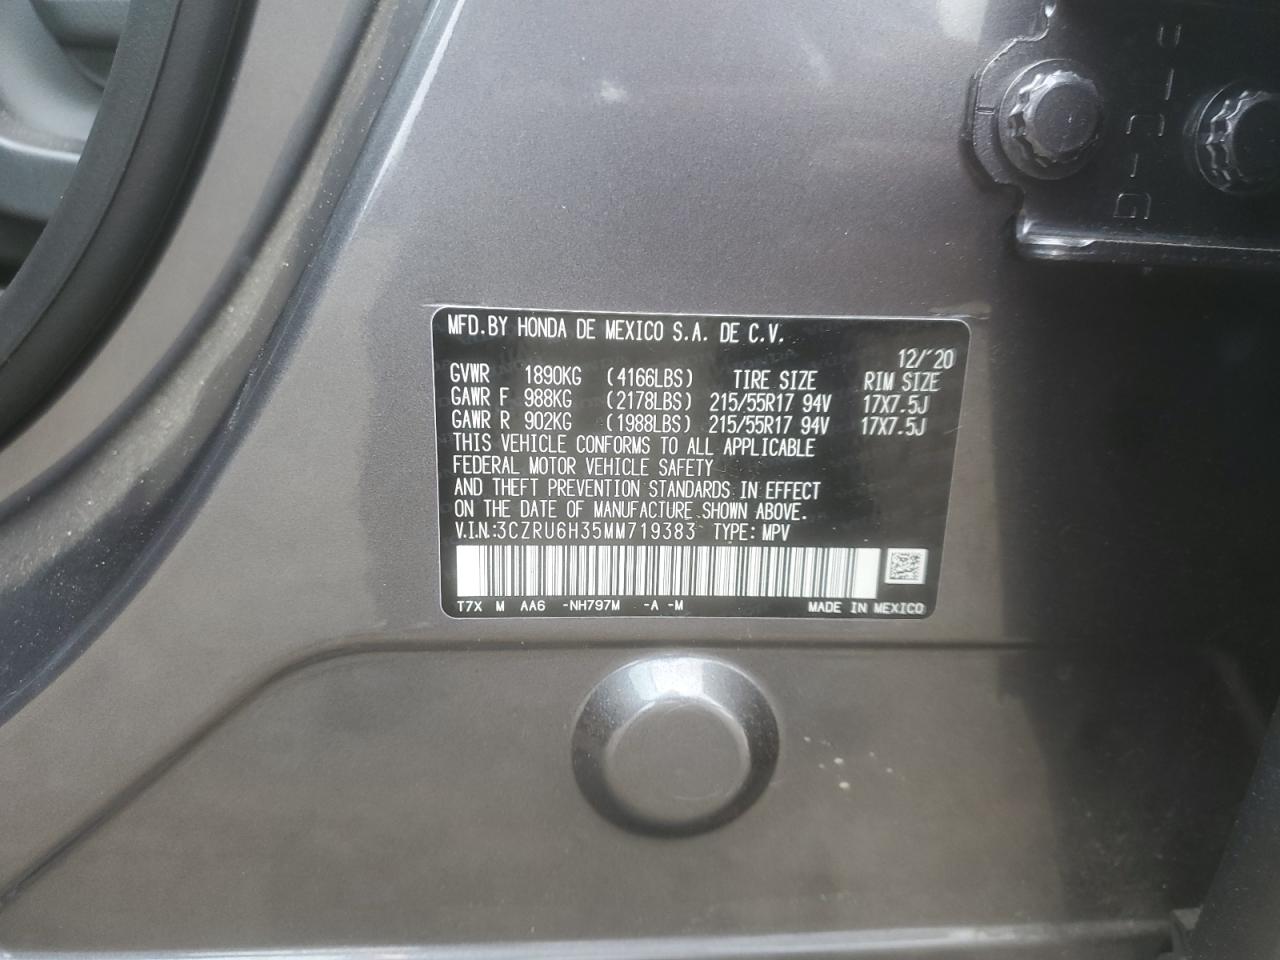 MFD.BY HONDA DE MEXICO S.A. DE C.V.
12/'20
GVWR 1890KG (4166LBS) TIRE SIZE RIM SIZE
GAWR F 988KG (2178LBS) 215/55R17 94V 17X7.5J
GAWR R 902KG (1988LBS) 215/55R17 94V 17X7.5J
THIS VEHICLE CONFORMS TO ALL APPLICABLE
FEDERAL MOTOR VEHICLE SAFETY
AND THEFT PREVENTION STANDARDS IN EFFECT
ON THE DATE OF MANUFACTURE SHOWN ABOVE.
V.I.N.:3CZRU6H35MM719383 TYPE: MPV
T7X M AA6 -NH797M -A -M MADE IN MEXICO